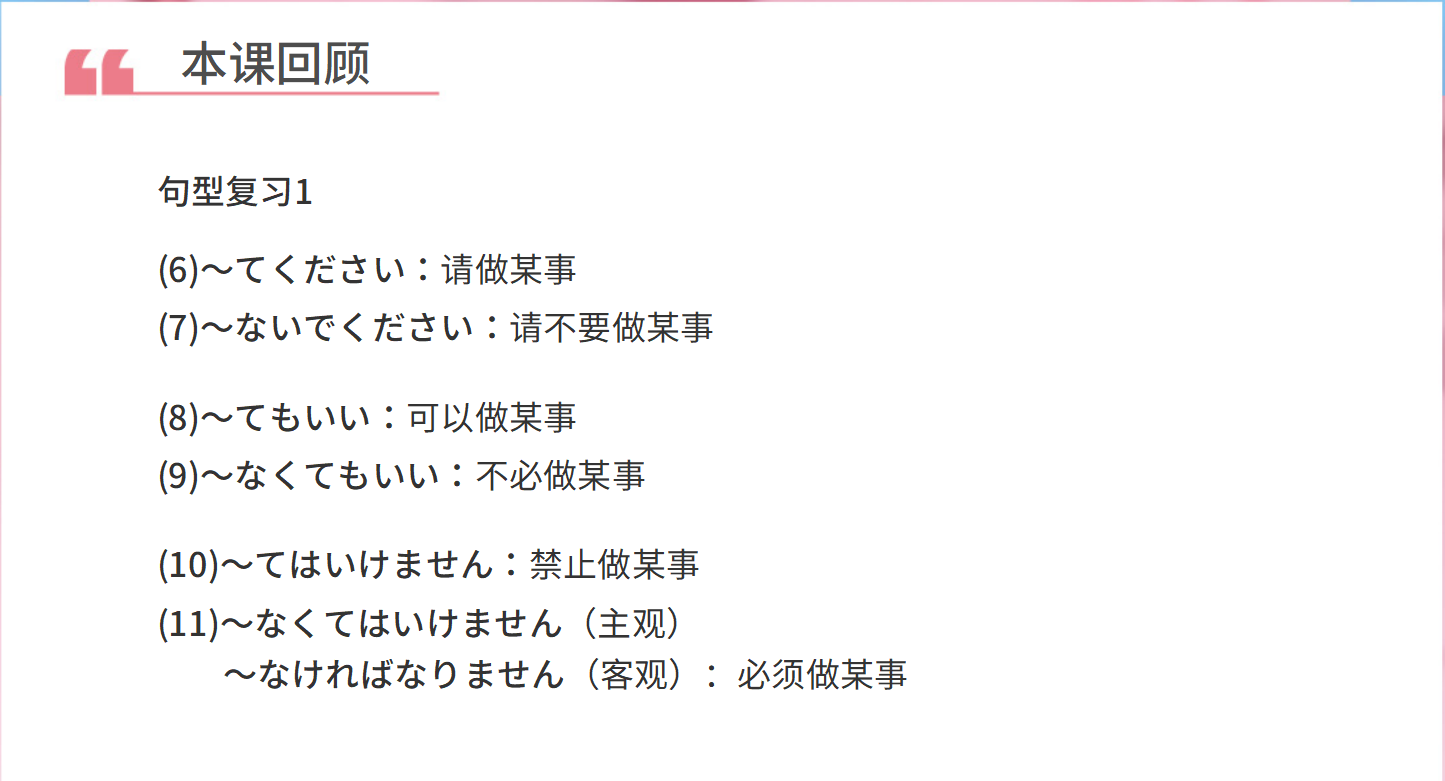 本课回顾
句型复习1
(6)～てください：请做某事
(7)～ないでください：请不要做某事
(8)～てもいい：可以做某事
(9)～なくてもいい：不必做某事
(10)～てはいけません：禁止做某事
(11)～なくてはいけません（主观）
～なければなりません（客观）：必须做某事